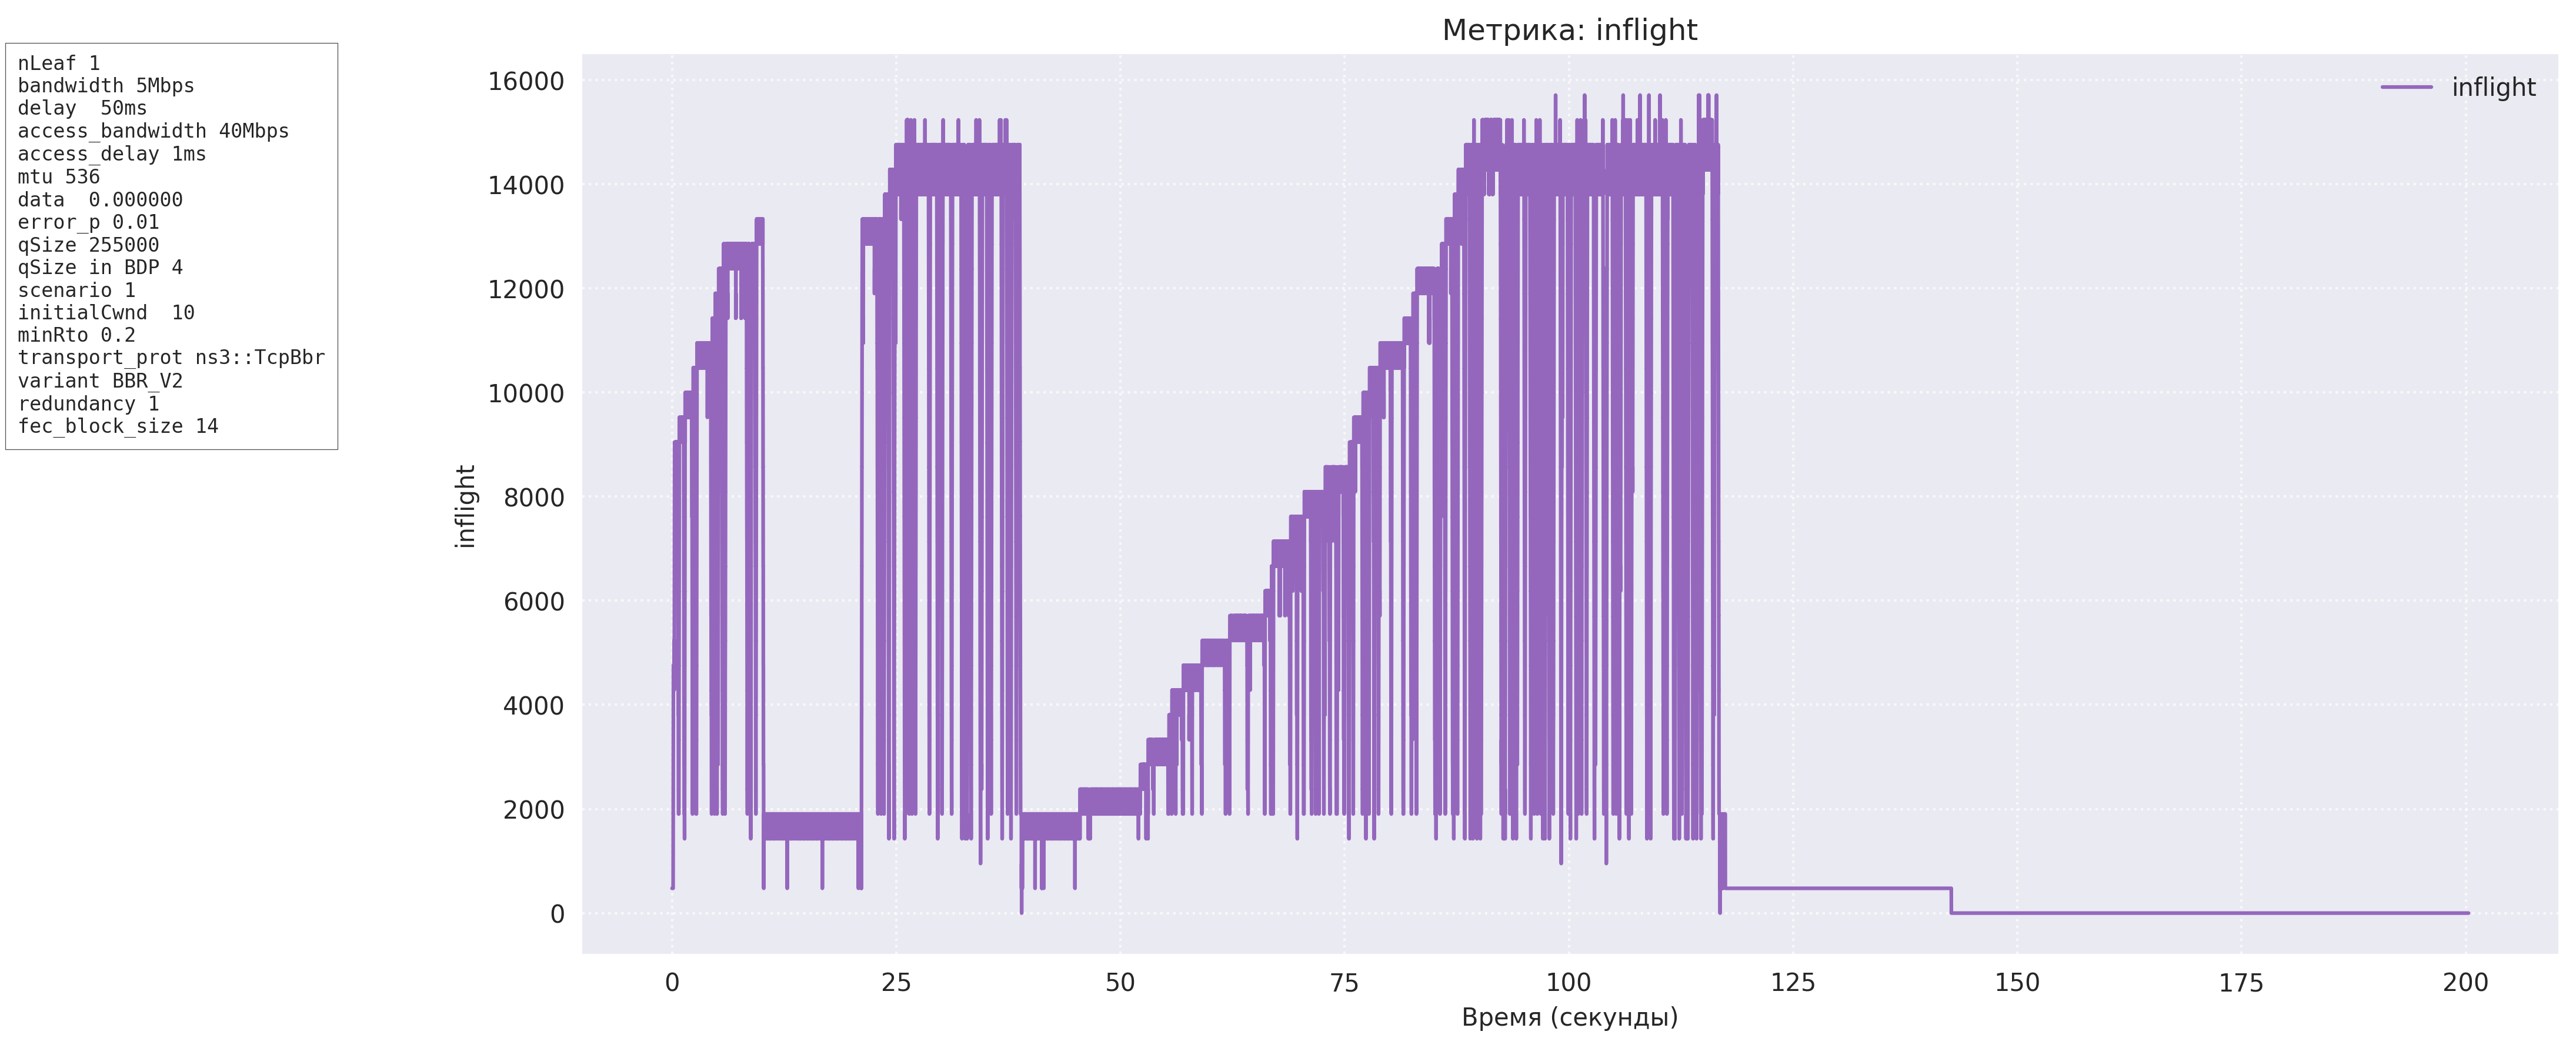 Метрика: inflight
nLeaf 1
bandwidth 5Mbps
delay  50ms
access_bandwidth 40Mbps
access_delay 1ms
mtu 536
data  0.000000
error_p 0.01
qSize 255000
qSize in BDP 4
scenario 1
initialCwnd  10
minRto 0.2
transport_prot ns3::TcpBbr
variant BBR_V2
redundancy 1
fec_block_size 14
inflight
16000
14000
12000
10000
8000
6000
4000
2000
0
inflight
0
25
50
75
100
125
150
175
200
Время (секунды)